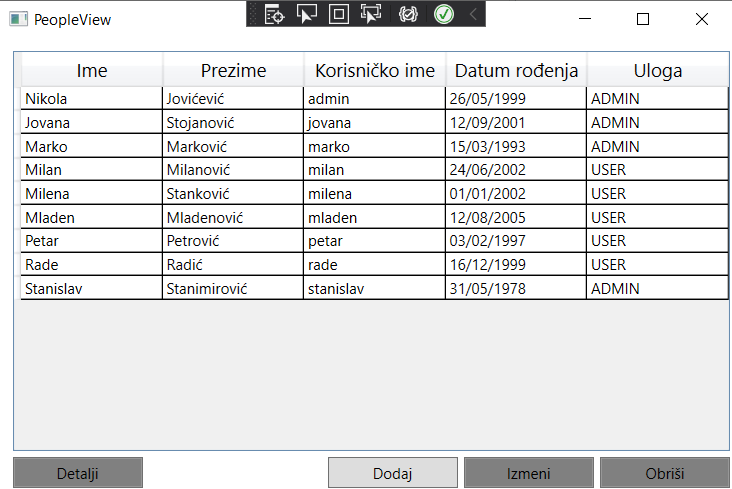 PeopleView
Ime Prezime Korisničko ime Datum rođenja Uloga
Nikola Jovićević admin 26/05/1999 ADMIN
Jovana Stojanović jovana 12/09/2001 ADMIN
Marko Marković marko 15/03/1993 ADMIN
Milan Milanović milan 24/06/2002 USER
Milena Stanković milena 01/01/2002 USER
Mladen Mladenović mladen 12/08/2005 USER
Petar Petrović petar 03/02/1997 USER
Rade Radić rade 16/12/1999 USER
Stanislav Stanimirović stanislav 31/05/1978 ADMIN
Detalji Dodaj Izmeni Obriši